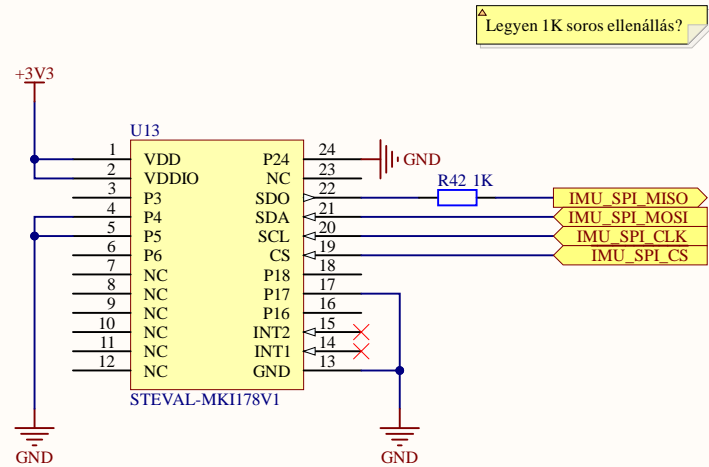 Legyen 1K soros ellenállás?
+3V3
U13
1 VDD P24 24 GND
2 VDDIO NC 23
3 P3 SDO 22 R42 1K IMU_SPI_MISO
4 P4 SDA 21 IMU_SPI_MOSI
5 P5 SCL 20 IMU_SPI_CLK
6 P6 CS 19 IMU_SPI_CS
7 NC P18 18
8 NC P17 17
9 NC P16 16
10 NC INT2 15
11 NC INT1 14
12 NC GND 13
STEVAL-MKI178V1
GND GND